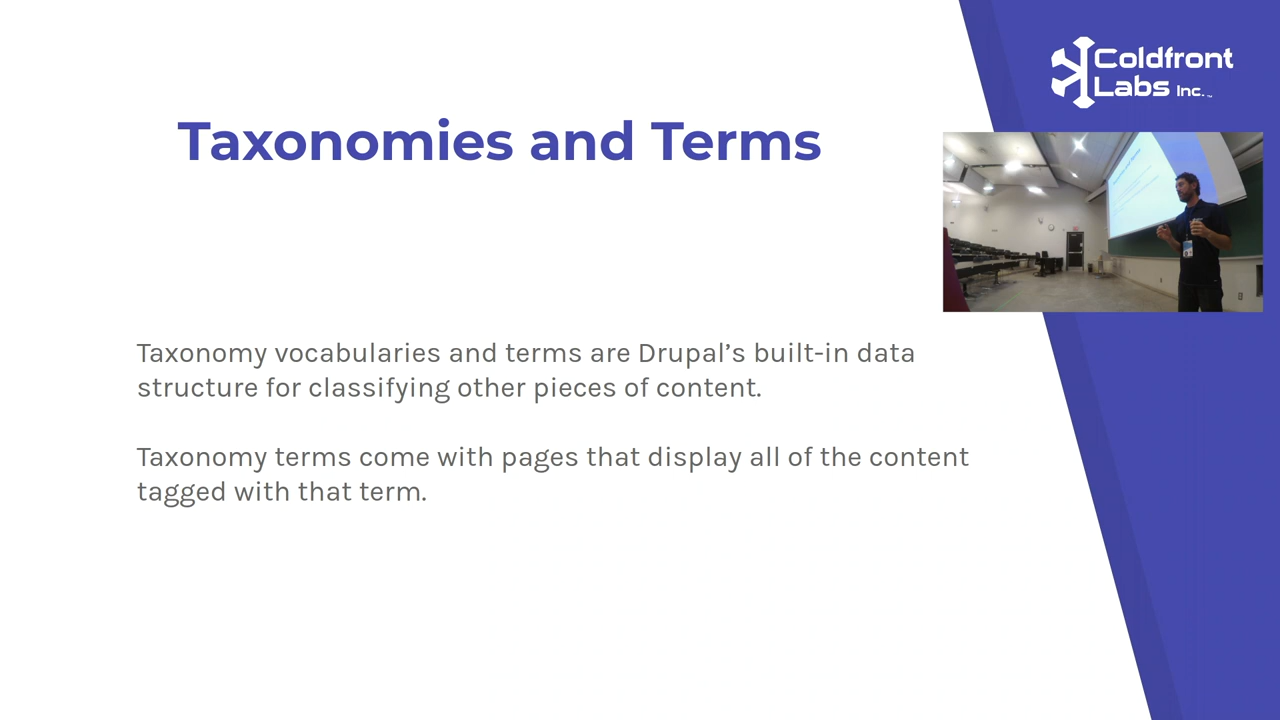 Coldfront
Labs Inc.
Taxonomies and Terms
Taxonomy vocabularies and terms are Drupal’s built-in data
structure for classifying other pieces of content.
Taxonomy terms come with pages that display all of the content
tagged with that term.